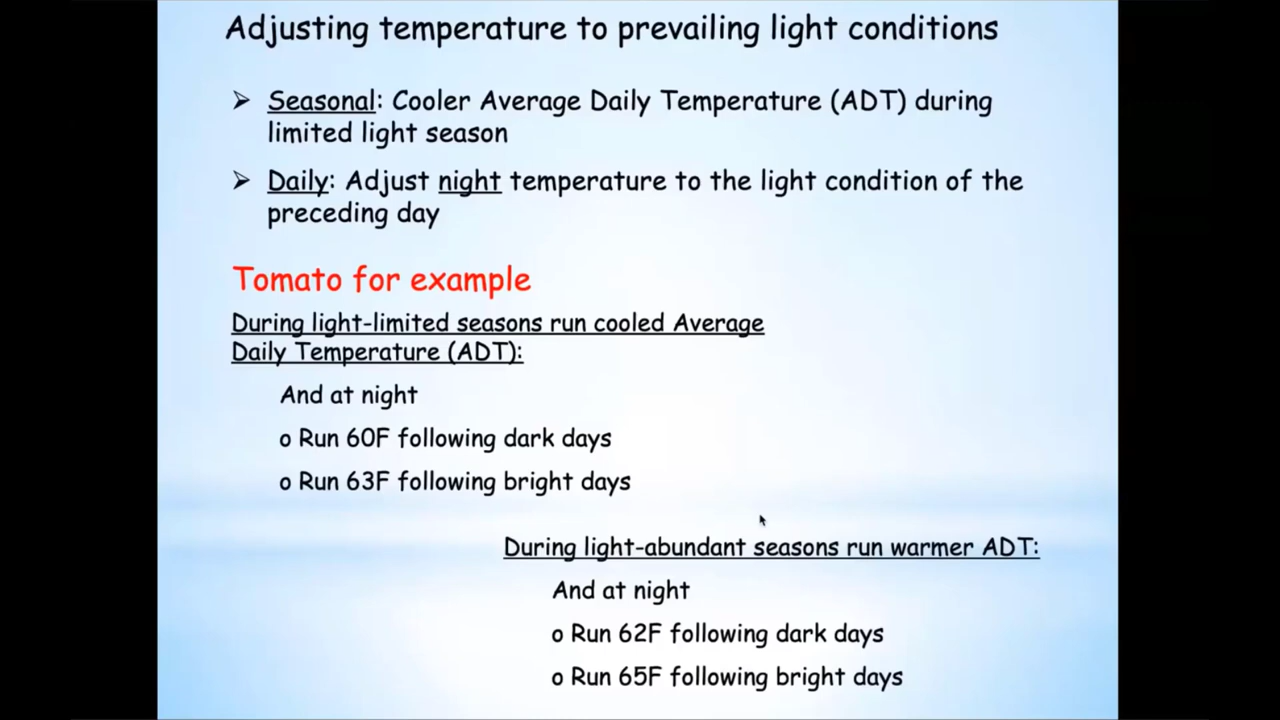 Adjusting temperature to prevailing light conditions
➢ Seasonal: Cooler Average Daily Temperature (ADT) during
limited light season
➢ Daily: Adjust night temperature to the light condition of the
preceding day
Tomato for example
During light-limited seasons run cooled Average
Daily Temperature (ADT):
And at night
o Run 60F following dark days
o Run 63F following bright days
During light-abundant seasons run warmer ADT:
And at night
o Run 62F following dark days
o Run 65F following bright days